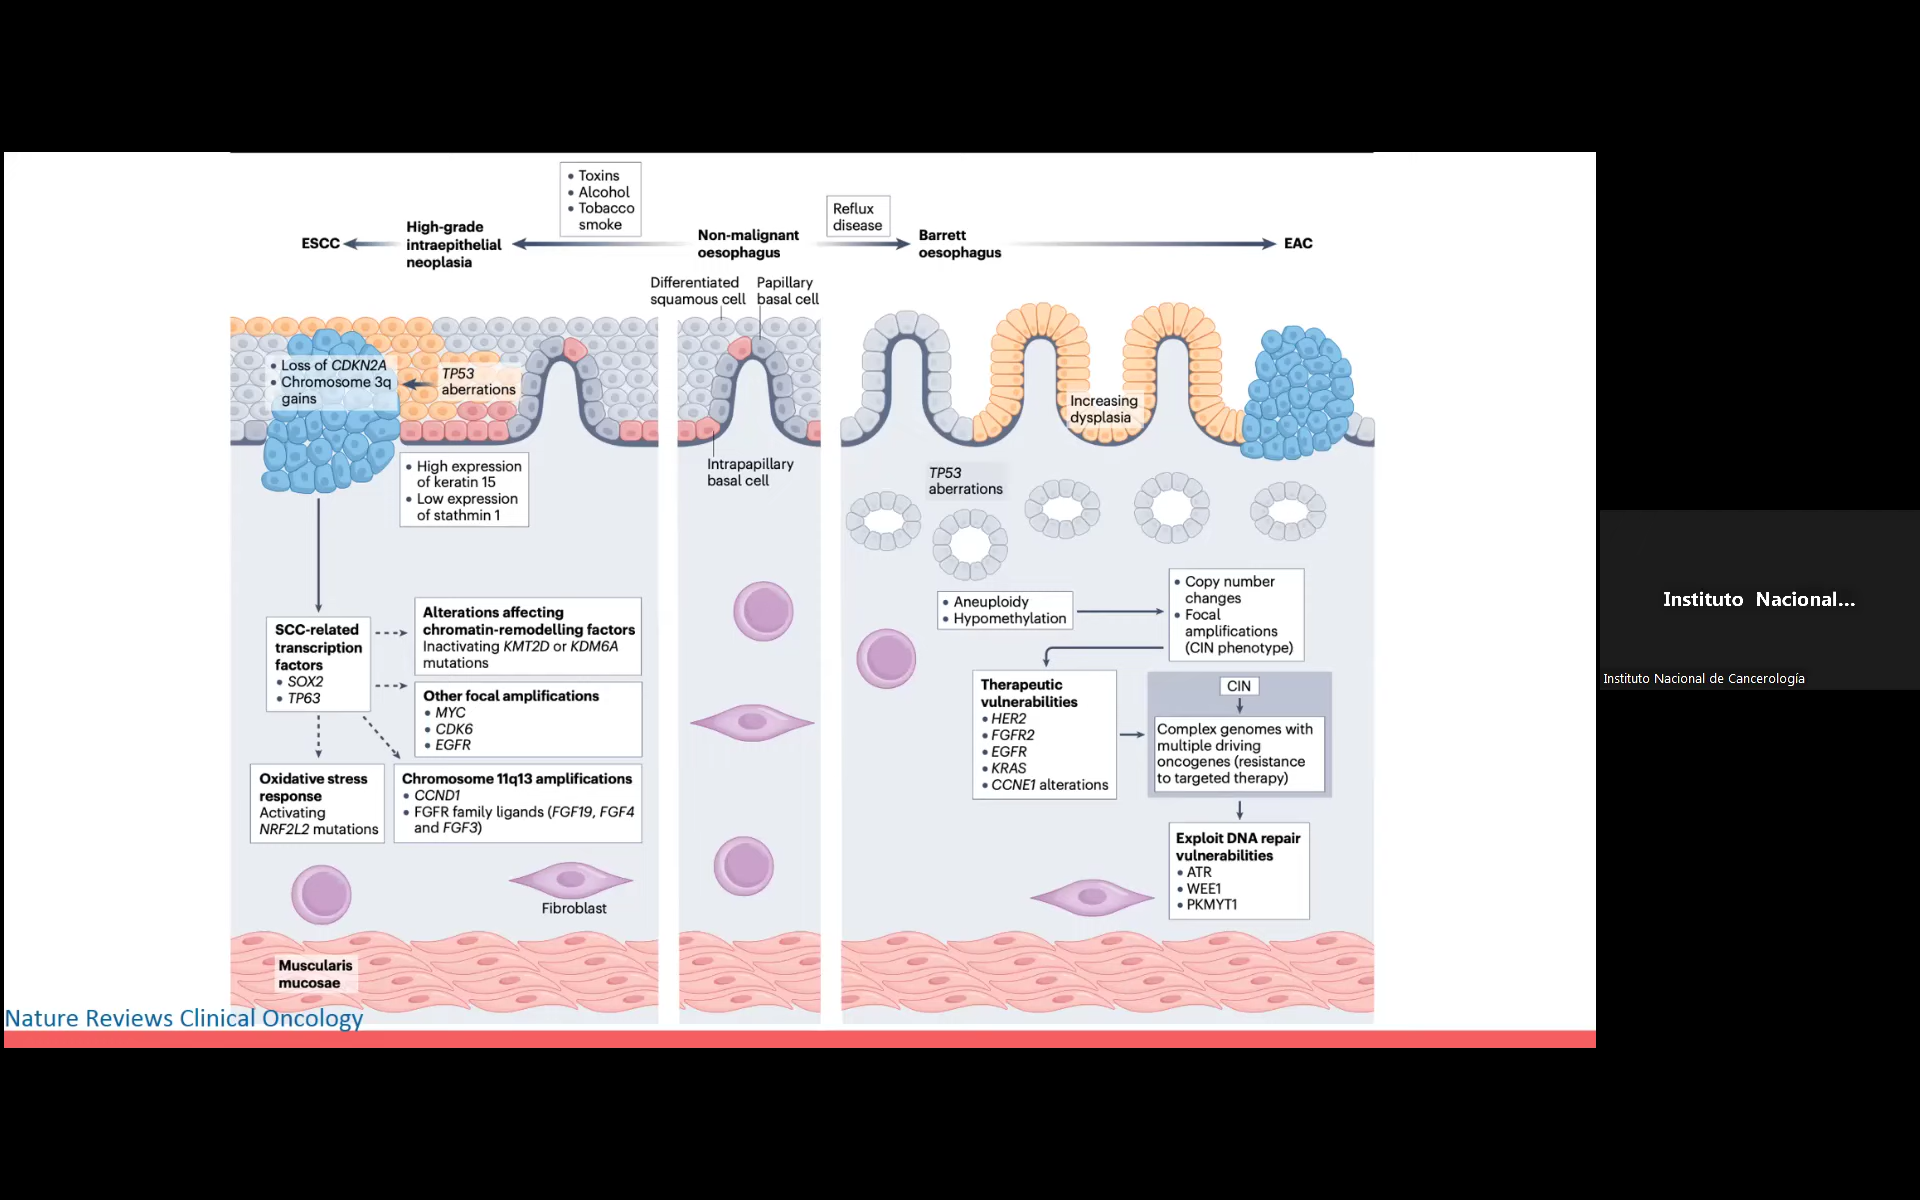 • Toxins
• Alcohol
• Tobacco
smoke
Reflux
disease
ESCC
High-grade
intraepithelial
neoplasia
Non-malignant
oesophagus
Barrett
oesophagus
EAC
Differentiated
squamous cell
Papillary
basal cell
• Loss of CDKN2A
• Chromosome 3q
gains
TP53
aberrations
• High expression
of keratin 15
• Low expression
of stathmin 1
Intrapapillary
basal cell
Increasing
dysplasia
TP53
aberrations
SCC-related
transcription
factors
• SOX2
• TP63
Alterations affecting
chromatin-remodelling factors
Inactivating KMT2D or KDM6A
mutations
Other focal amplifications
• MYC
• CDK6
• EGFR
Oxidative stress
response
Activating
NRF2L2 mutations
Chromosome 11q13 amplifications
• CCND1
• FGFR family ligands (FGF19, FGF4
and FGF3)
Fibroblast
Muscularis
mucosae
• Aneuploidy
• Hypomethylation
• Copy number
changes
• Focal
amplifications
(CIN phenotype)
Therapeutic
vulnerabilities
• HER2
• FGFR2
• EGFR
• KRAS
• CCNE1 alterations
CIN
Complex genomes with
multiple driving
oncogenes (resistance
to targeted therapy)
Exploit DNA repair
vulnerabilities
• ATR
• WEE1
• PKMYT1
Nature Reviews Clinical Oncology
Instituto Nacional...
Instituto Nacional de Cancerología